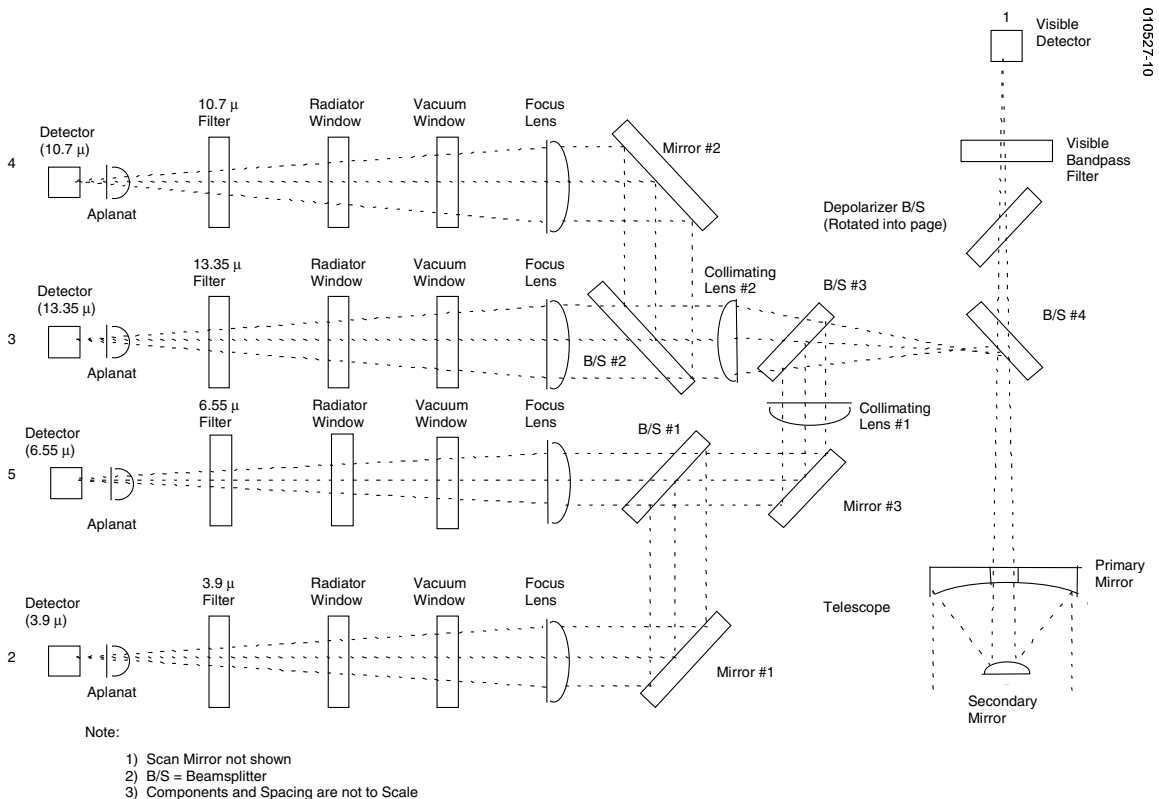 010527-10
1
Visible
Detector
10.7 μ
Filter
Radiator
Window
Vacuum
Window
Focus
Lens
Detector
(10.7 μ)
4
Aplanat
Mirror #2
Visible
Bandpass
Filter
Depolarizer B/S
(Rotated into page)
13.35 μ
Filter
Radiator
Window
Vacuum
Window
Focus
Lens
Detector
(13.35 μ)
3
Aplanat
B/S #2
Collimating
Lens #2
B/S #3
B/S #4
6.55 μ
Filter
Radiator
Window
Vacuum
Window
Focus
Lens
Detector
(6.55 μ)
5
Aplanat
B/S #1
Collimating
Lens #1
Mirror #3
3.9 μ
Filter
Radiator
Window
Vacuum
Window
Focus
Lens
Detector
(3.9 μ)
2
Aplanat
Mirror #1
Primary
Mirror
Telescope
Secondary
Mirror
Note:
1) Scan Mirror not shown
2) B/S = Beamsplitter
3) Components and Spacing are not to Scale